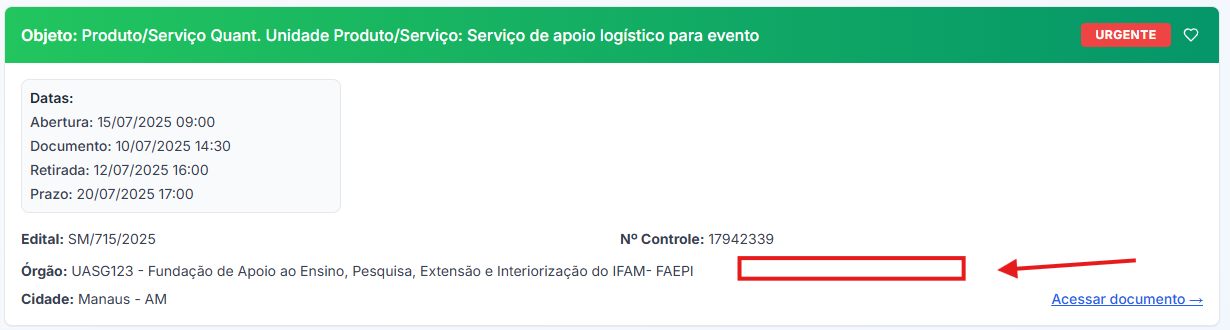 Objeto: Produto/Serviço Quant. Unidade Produto/Serviço: Serviço de apoio logístico para evento
URGENTE
Datas:
Abertura: 15/07/2025 09:00
Documento: 10/07/2025 14:30
Retirada: 12/07/2025 16:00
Prazo: 20/07/2025 17:00
Edital: SM/715/2025
Nº Controle: 17942339
Órgão: UASG123 - Fundação de Apoio ao Ensino, Pesquisa, Extensão e Interiorização do IFAM- FAEPI
Cidade: Manaus - AM
Acessar documento →